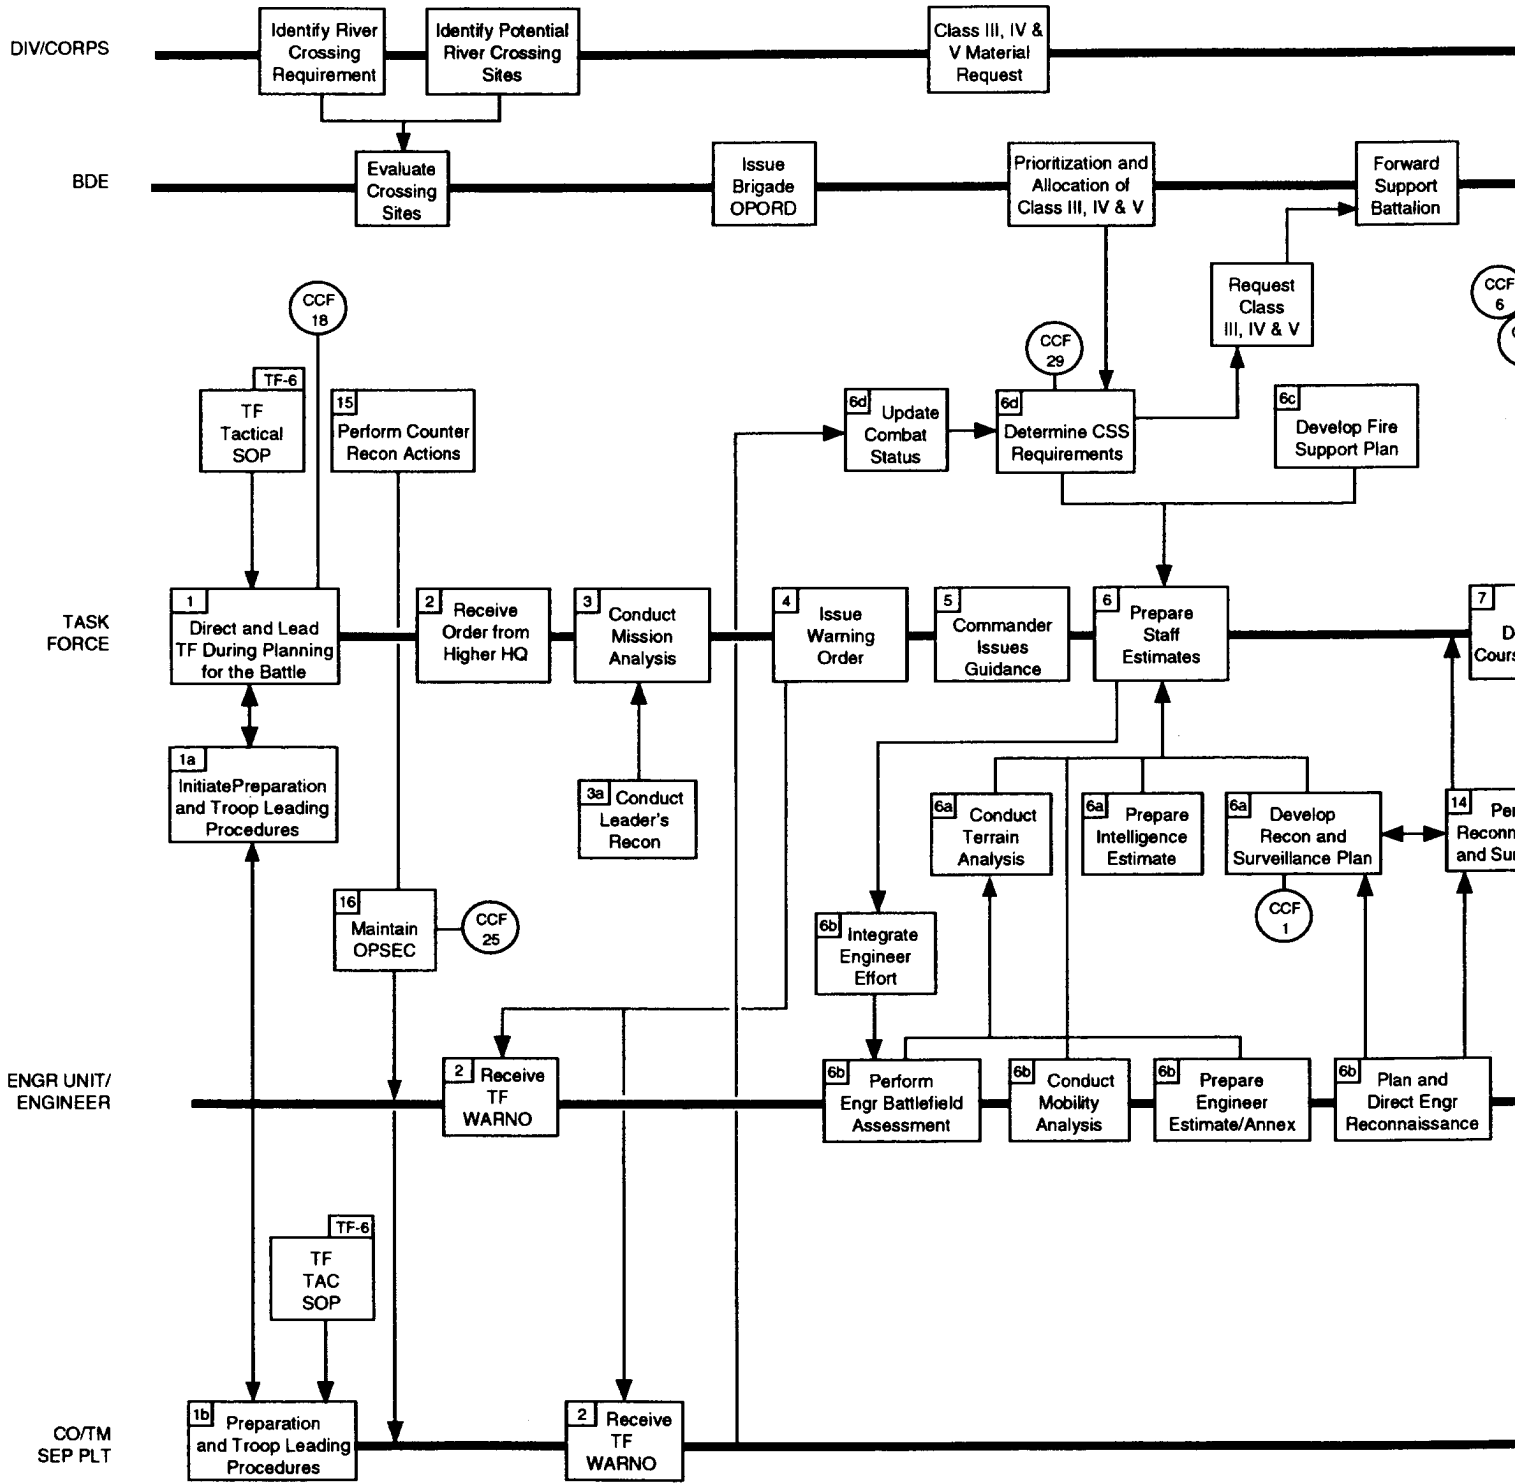 DIV/CORPS
Identify River
Crossing
Requirement
Identify Potential
River Crossing
Sites
Class III, IV &
V Material
Request
BDE
Evaluate
Crossing
Sites
Issue
Brigade
OPORD
Prioritization and
Allocation of
Class III, IV & V
Forward
Support
Battalion
Request
Class
III, IV & V
CCF
6
CCF
18
CCF
29
TF-6
TF
Tactical
SOP
15
Perform Counter
Recon Actions
6d
Update
Combat
Status
6d
Determine CSS
Requirements
6c
Develop Fire
Support Plan
TASK
FORCE
1
Direct and Lead
TF During Planning
for the Battle
2
Receive
Order from
Higher HQ
3
Conduct
Mission
Analysis
4
Issue
Warning
Order
5
Commander
Issues
Guidance
6
Prepare
Staff
Estimates
7
1a
InitiatePreparation
and Troop Leading
Procedures
3a
Conduct
Leader's
Recon
6a
Conduct
Terrain
Analysis
6a
Prepare
Intelligence
Estimate
6a
Develop
Recon and
Surveillance Plan
14
and
16
Maintain
OPSEC
CCF
25
6b
Integrate
Engineer
Effort
CCF
1
ENGR UNIT/
ENGINEER
2
Receive
TF
WARNO
6b
Perform
Engr Battlefield
Assessment
6b
Conduct
Mobility
Analysis
6b
Prepare
Engineer
Estimate/Annex
6b
Plan and
Direct Engr
Reconnaissance
TF-6
TF
TAC
SOP
CO/TM
SEP PLT
1b
Preparation
and Troop Leading
Procedures
2
Receive
TF
WARNO